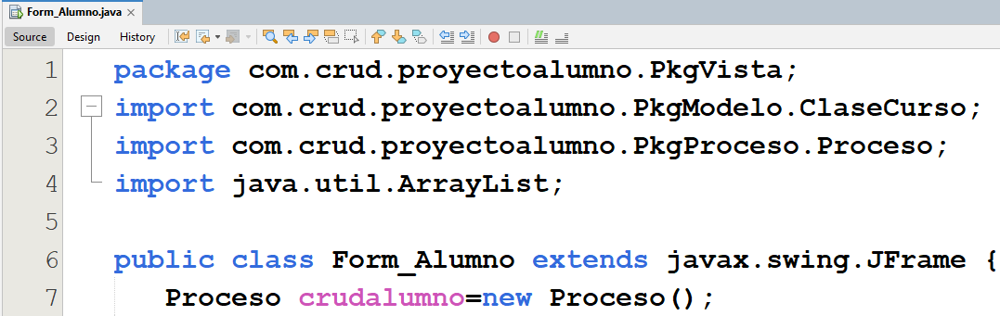 Form_Alumno.java
Source Design History
1 package com.crud.proyectoalumno.PkgVista;
2 import com.crud.proyectoalumno.PkgModelo.ClaseCurso;
3 import com.crud.proyectoalumno.PkgProceso.Proceso;
4 import java.util.ArrayList;
5
6 public class Form_Alumno extends javax.swing.JFrame {
7 Proceso crudalumno=new Proceso();